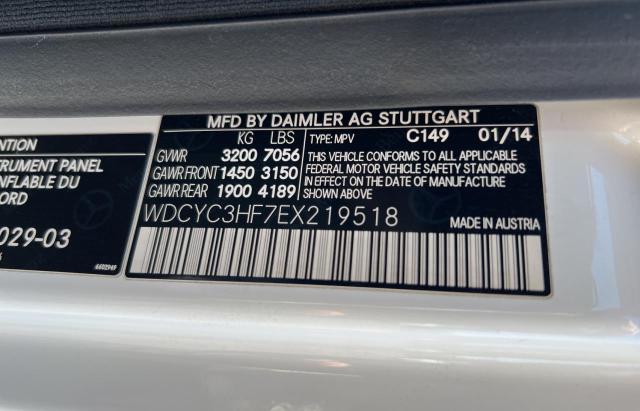 NTION
STRUMENT PANEL
ONFLABLE DU
ORD
029-03
MFD BY DAIMLER AG STUTTGART
KG LBS TYPE: MPV C149 01/14
GVWR 3200 7056
GAWR FRONT 1450 3150
GAWR REAR 1900 4189
THIS VEHICLE CONFORMS TO ALL APPLICABLE
FEDERAL MOTOR VEHICLE SAFETY STANDARDS
IN EFFECT ON THE DATE OF MANUFACTURE
SHOWN ABOVE.
WDCYC3HF7EX219518
MADE IN AUSTRIA